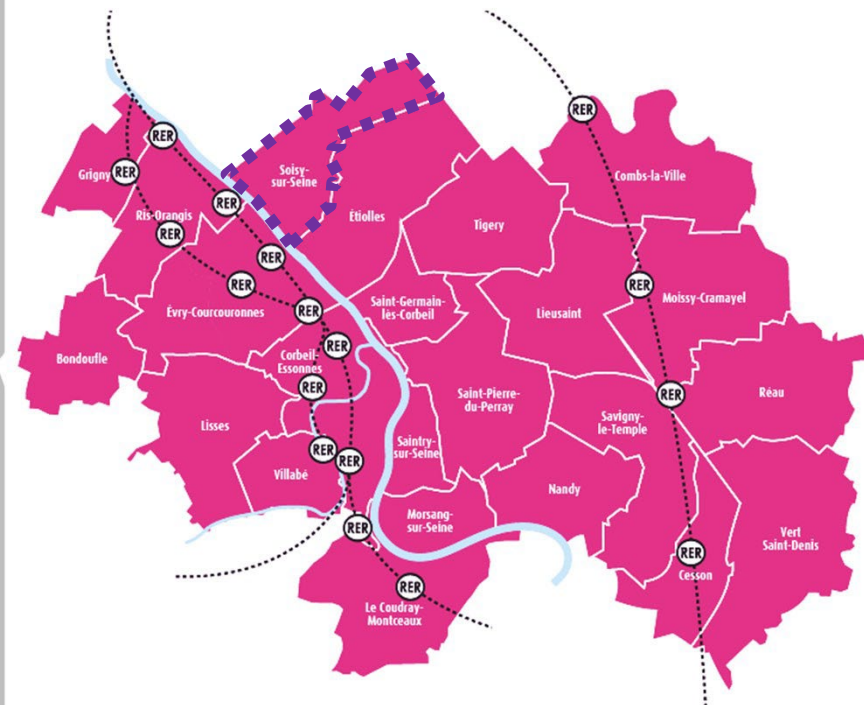 RER
RER
Combs-la-Ville
Grigny
RER
Soisy-
sur-Seine
RER
Ris-Orangis
RER
Étiolles
Tigery
RER
RER
RER
Moissy-Cramayel
Évry-Courcouronnes
RER
Saint-Germain-
lès-Corbeil
Lieusaint
Bondoufle
Corbeil-
Essonnes
RER
RER
Saint-Pierre-
du-Perray
RER
Réau
Lisses
Savigny-
le-Temple
Saintry-
sur-Seine
RER
RER
Villabé
Nandy
Morsang-
sur-Seine
RER
Vert
Saint-Denis
RER
Cesson
RER
Le Coudray-
Montceaux